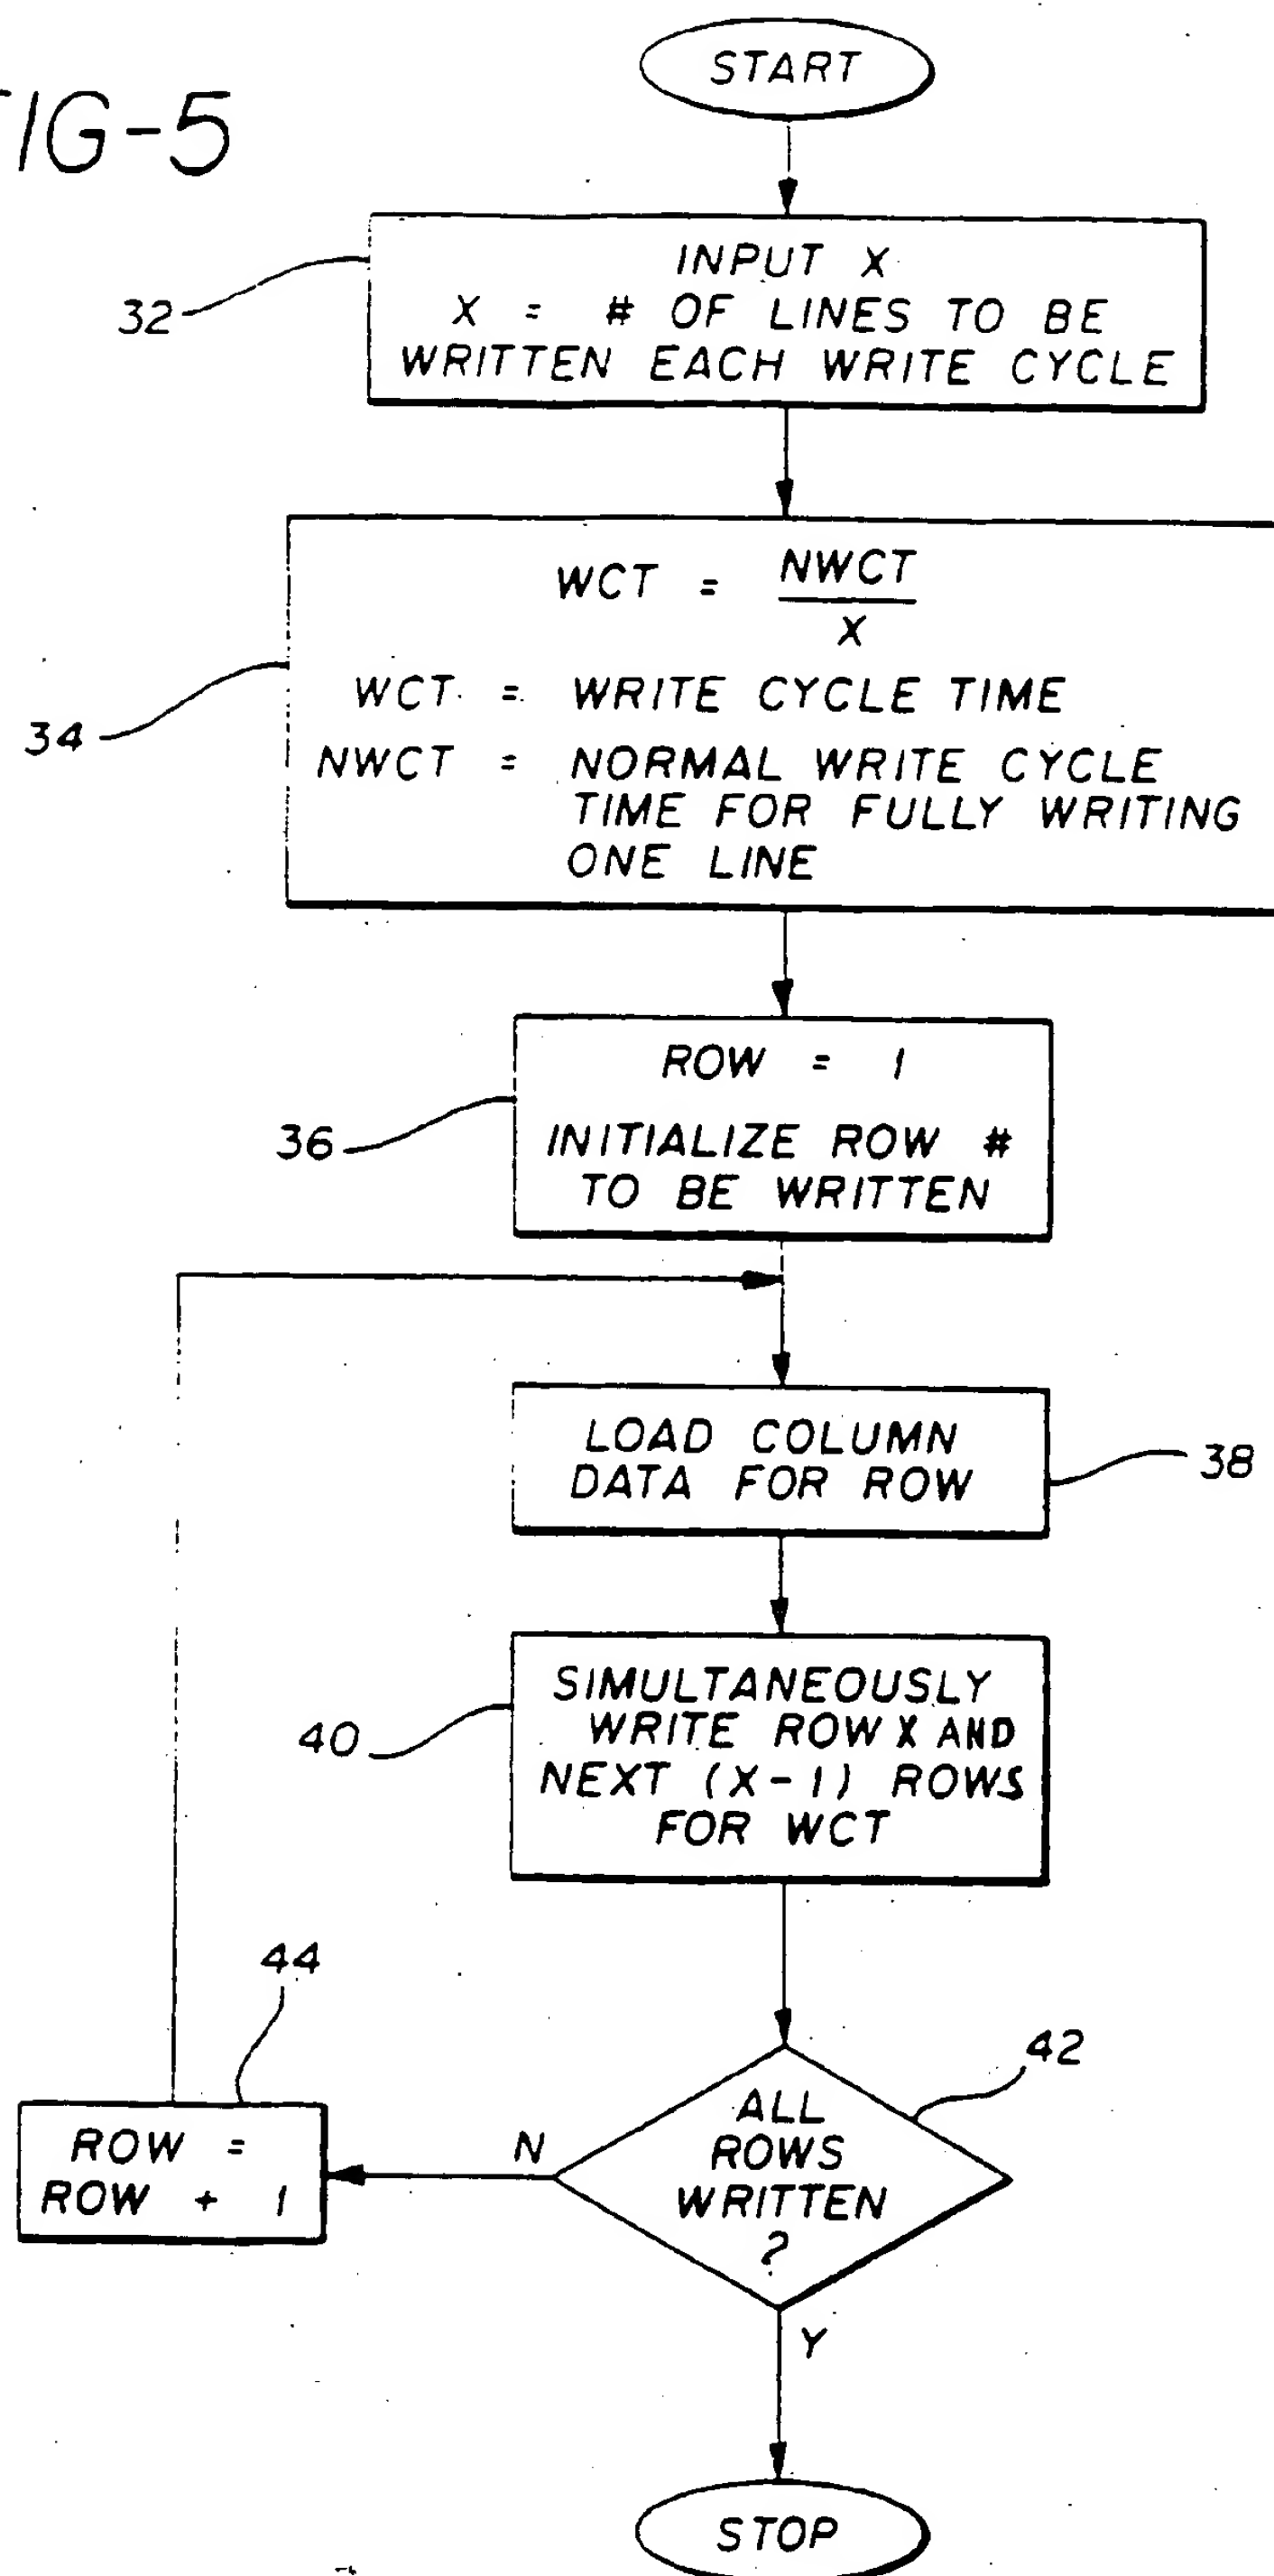 FIG-5
START
32
INPUT X
X = # OF LINES TO BE
WRITTEN EACH WRITE CYCLE
34
WCT = NWCT
X
WCT = WRITE CYCLE TIME
NWCT = NORMAL WRITE CYCLE
TIME FOR FULLY WRITING
ONE LINE
36
ROW = 1
INITIALIZE ROW #
TO BE WRITTEN
LOAD COLUMN
DATA FOR ROW
38
40
SIMULTANEOUSLY
WRITE ROW X AND
NEXT (X-1) ROWS
FOR WCT
44
42
ROW =
ROW + 1
N
ALL
ROWS
WRITTEN
?
Y
STOP